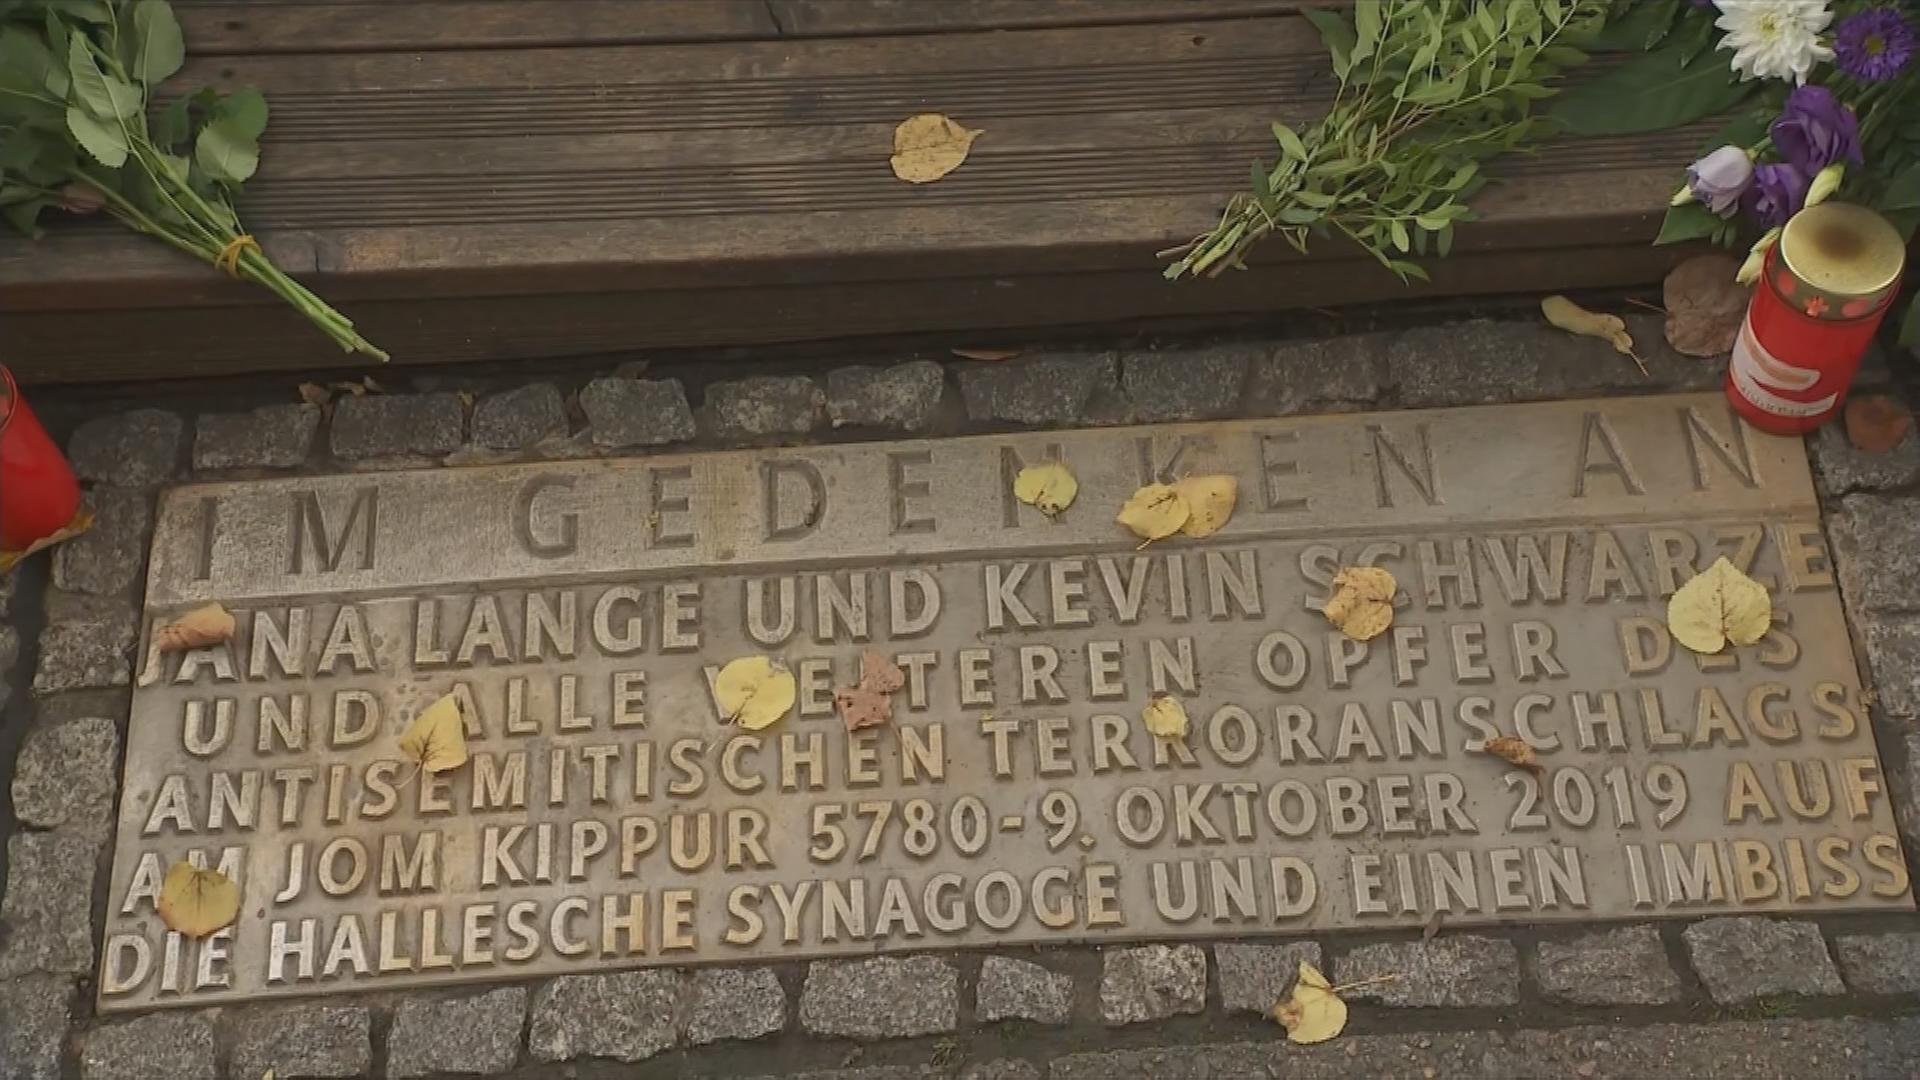 IM GEDENKEN AN
JANA LANGE UND KEVIN SCHWARZE
UND ALLE WEITEREN OPFER DES
ANTISEMITISCHEN TERRORANSCHLAGS
AM JOM KIPPUR 5780-9. OKTOBER 2019 AUF
DIE HALLESCHE SYNAGOGE UND EINEN IMBISS